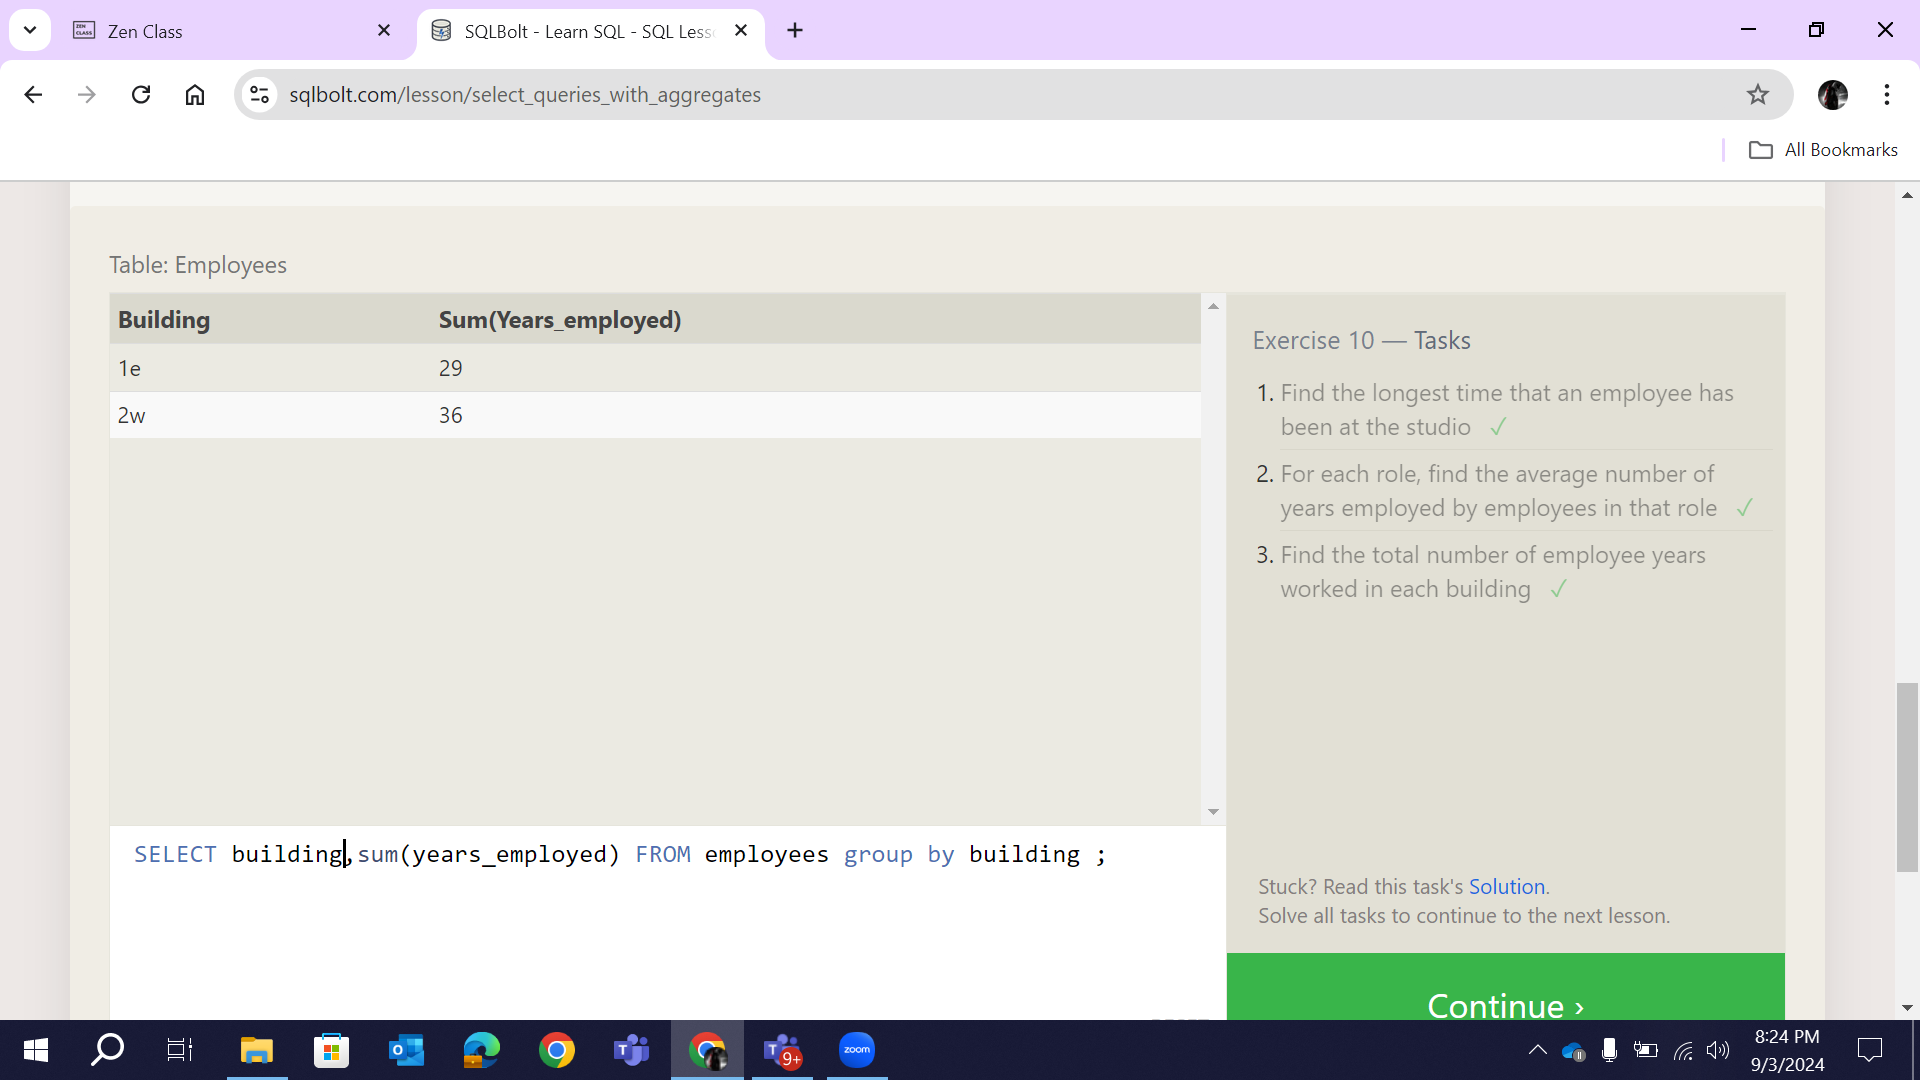 Zen Class
SQLBolt - Learn SQL - SQL Less
sqlbolt.com/lesson/select_queries_with_aggregates
All Bookmarks
Table: Employees
Building Sum(Years_employed)
1e 29
2w 36
Exercise 10 — Tasks
1. Find the longest time that an employee has
been at the studio ✓
2. For each role, find the average number of
years employed by employees in that role ✓
3. Find the total number of employee years
worked in each building ✓
SELECT building,sum(years_employed) FROM employees group by building ;
Stuck? Read this task's Solution.
Solve all tasks to continue to the next lesson.
Continue ›
zoom
9+
8:24 PM
9/3/2024